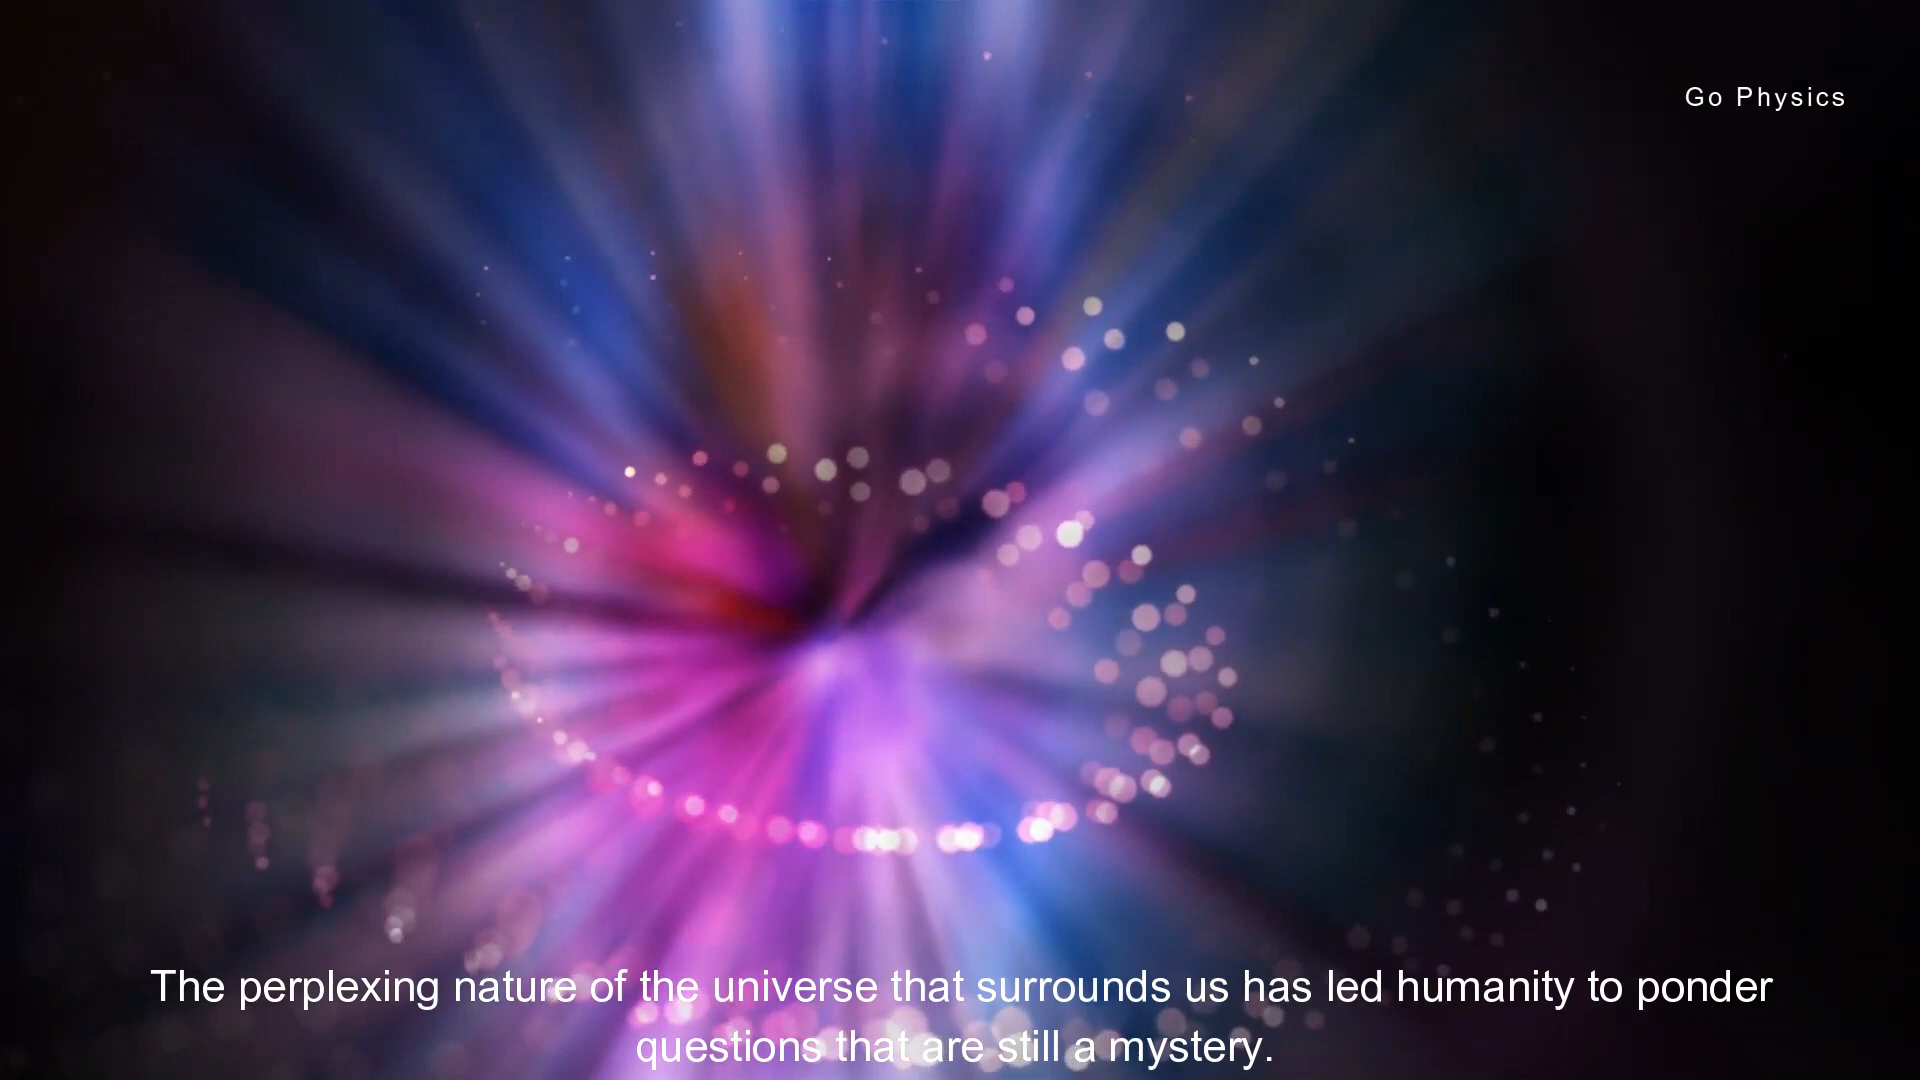 Go Physics
The perplexing nature of the universe that surrounds us has led humanity to ponder
questions that are still a mystery.